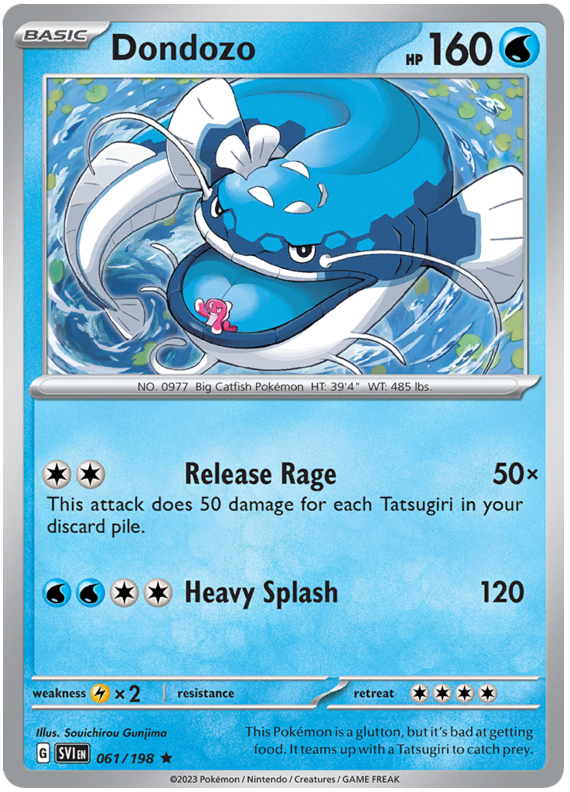 BASIC Dondozo HP 160
NO. 0977 Big Catfish Pokémon HT: 39'4" WT: 485 lbs.
Release Rage 50×
This attack does 50 damage for each Tatsugiri in your
discard pile.
Heavy Splash 120
weakness ×2 resistance retreat
Illus. Souichirou Gunjima
This Pokémon is a glutton, but it's bad at getting
food. It teams up with a Tatsugiri to catch prey.
G SVI EN 061/198 ★
©2023 Pokémon / Nintendo / Creatures / GAME FREAK